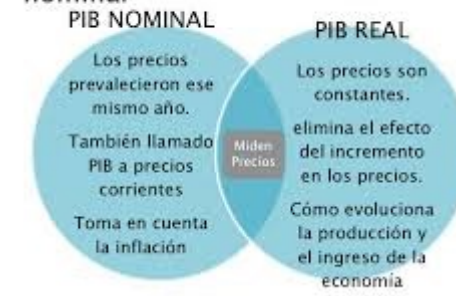 nominal
PIB NOMINAL
Los precios
prevalecieron ese
mismo año.
También llamado
PIB a precios
corrientes
Toma en cuenta
la inflación
Miden
Precios
PIB REAL
Los precios son
constantes.
elimina el efecto
del incremento
en los precios.
Cómo evoluciona
la producción y
el ingreso de la
economía